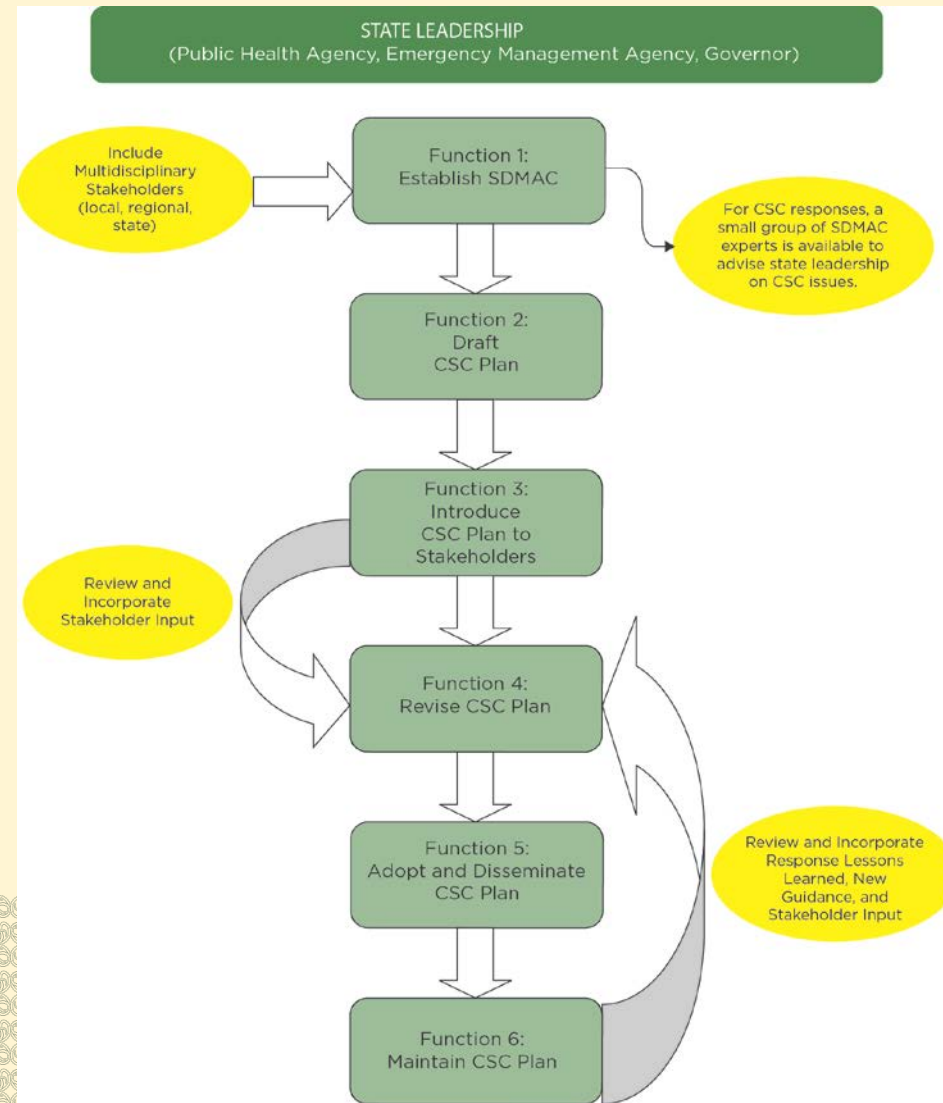 STATE LEADERSHIP
(Public Health Agency, Emergency Management Agency, Governor)
Include
Multidisciplinary
Stakeholders
(local, regional,
state)
Function 1:
Establish SDMAC
For CSC responses, a
small group of SDMAC
experts is available to
advise state leadership
on CSC issues.
Function 2:
Draft
CSC Plan
Function 3:
Introduce
CSC Plan to
Stakeholders
Review and
Incorporate
Stakeholder Input
Function 4:
Revise CSC Plan
Function 5:
Adopt and Disseminate
CSC Plan
Review and Incorporate
Response Lessons
Learned, New
Guidance, and
Stakeholder Input
Function 6:
Maintain CSC Plan